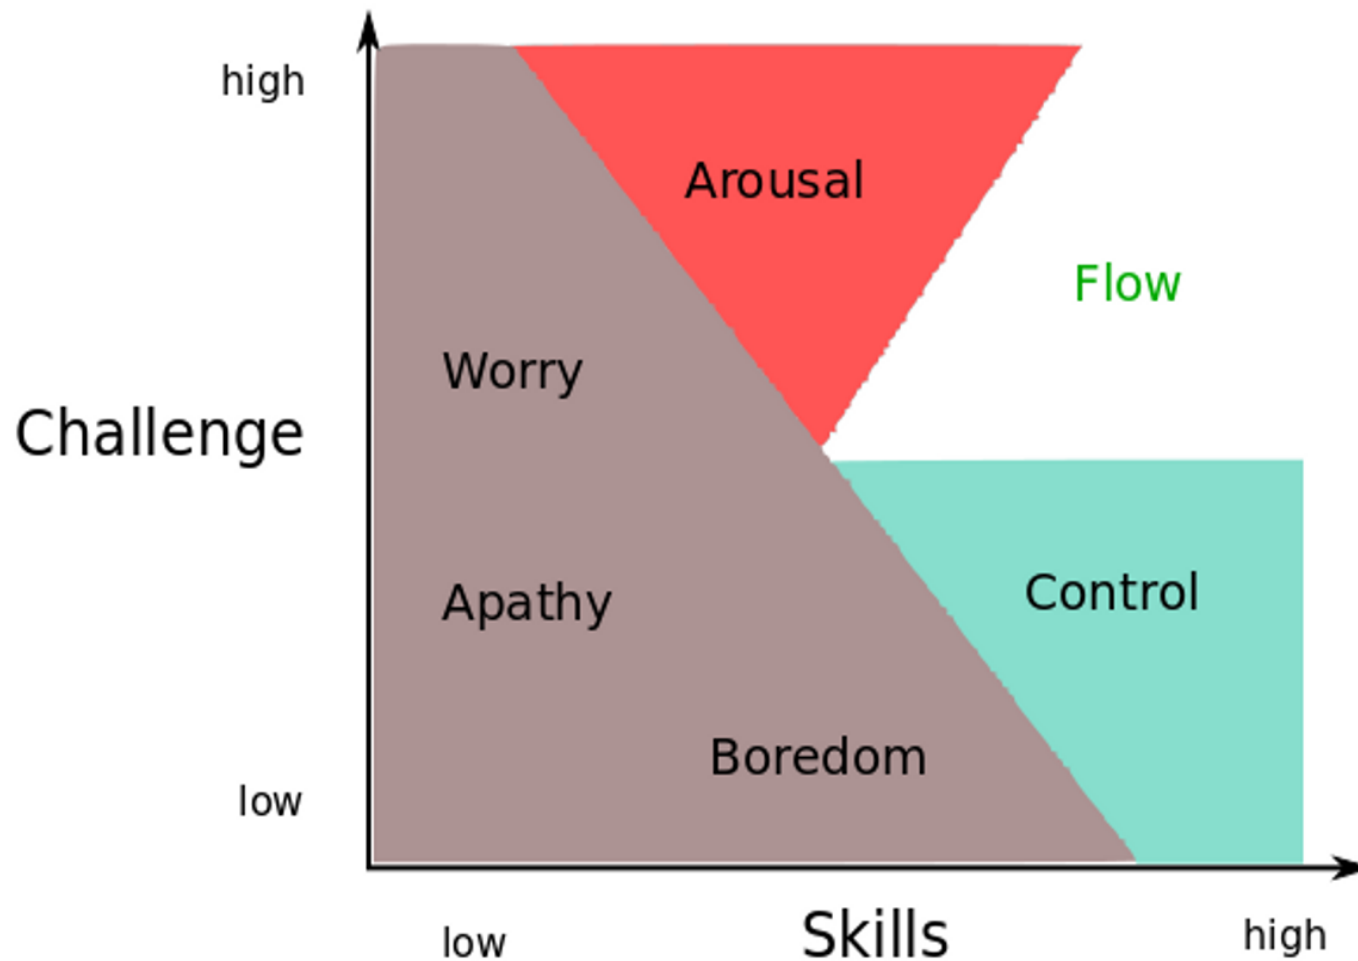 high
Arousal
Flow
Worry
Challenge
Apathy
Control
Boredom
low
low
Skills
high